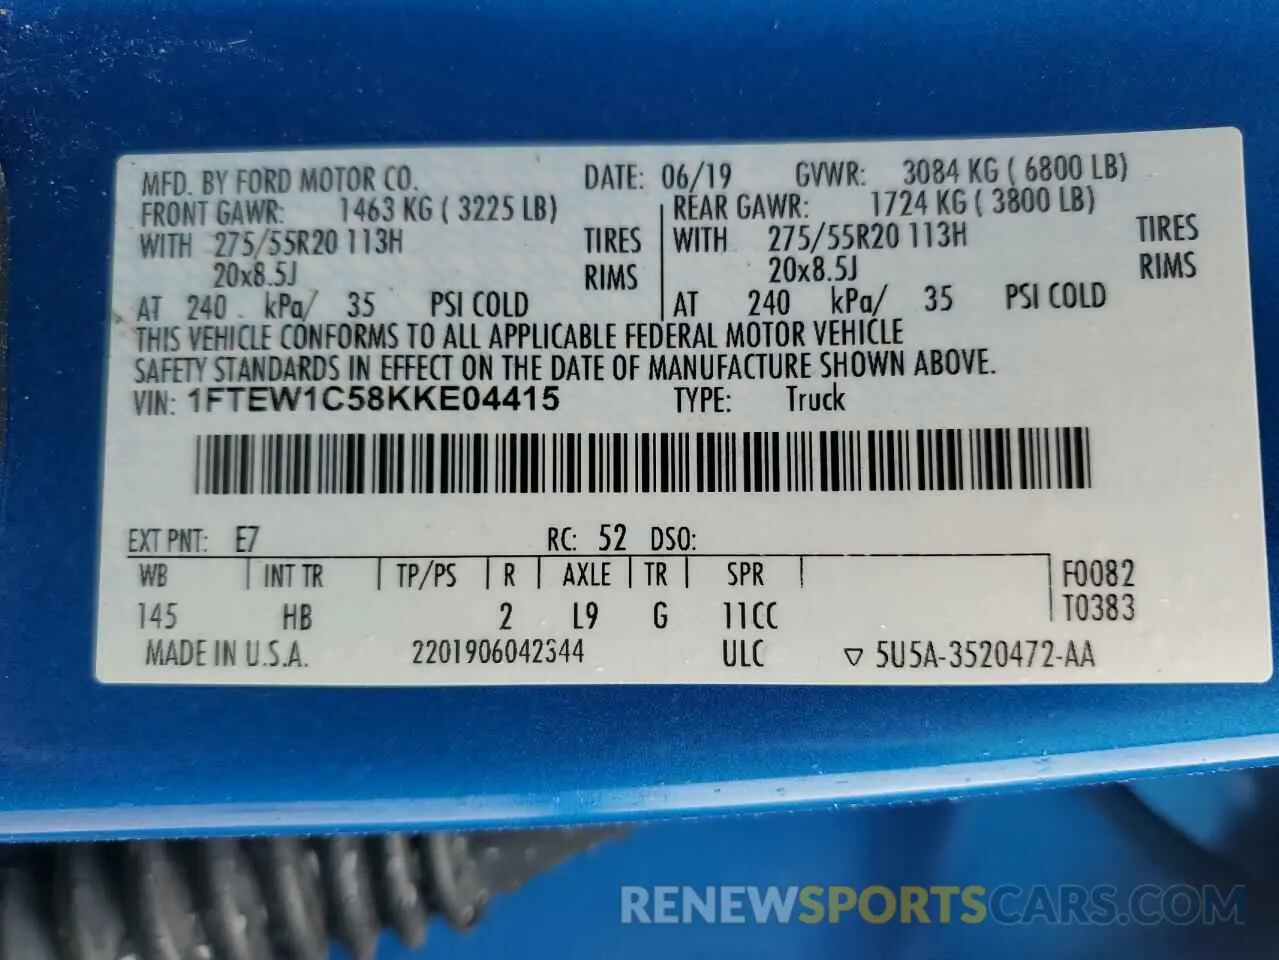 MFD. BY FORD MOTOR CO. DATE: 06/19 GVWR: 3084 KG ( 6800 LB)
FRONT GAWR: 1463 KG ( 3225 LB) REAR GAWR: 1724 KG ( 3800 LB)
WITH 275/55R20 113H TIRES WITH 275/55R20 113H TIRES
20x8.5J RIMS 20x8.5J RIMS
AT 240 kPa/ 35 PSI COLD AT 240 kPa/ 35 PSI COLD
THIS VEHICLE CONFORMS TO ALL APPLICABLE FEDERAL MOTOR VEHICLE
SAFETY STANDARDS IN EFFECT ON THE DATE OF MANUFACTURE SHOWN ABOVE.
VIN: 1FTEW1C58KKE04415 TYPE: Truck
EXT PNT: E7 RC: 52 DSO:
WB INT TR TP/PS R AXLE TR SPR F0082
145 HB 2 L9 G 11CC T0383
MADE IN U.S.A. 2201906042344 ULC ▽ 5U5A-3520472-AA
RENEWSPORTSCARS.COM